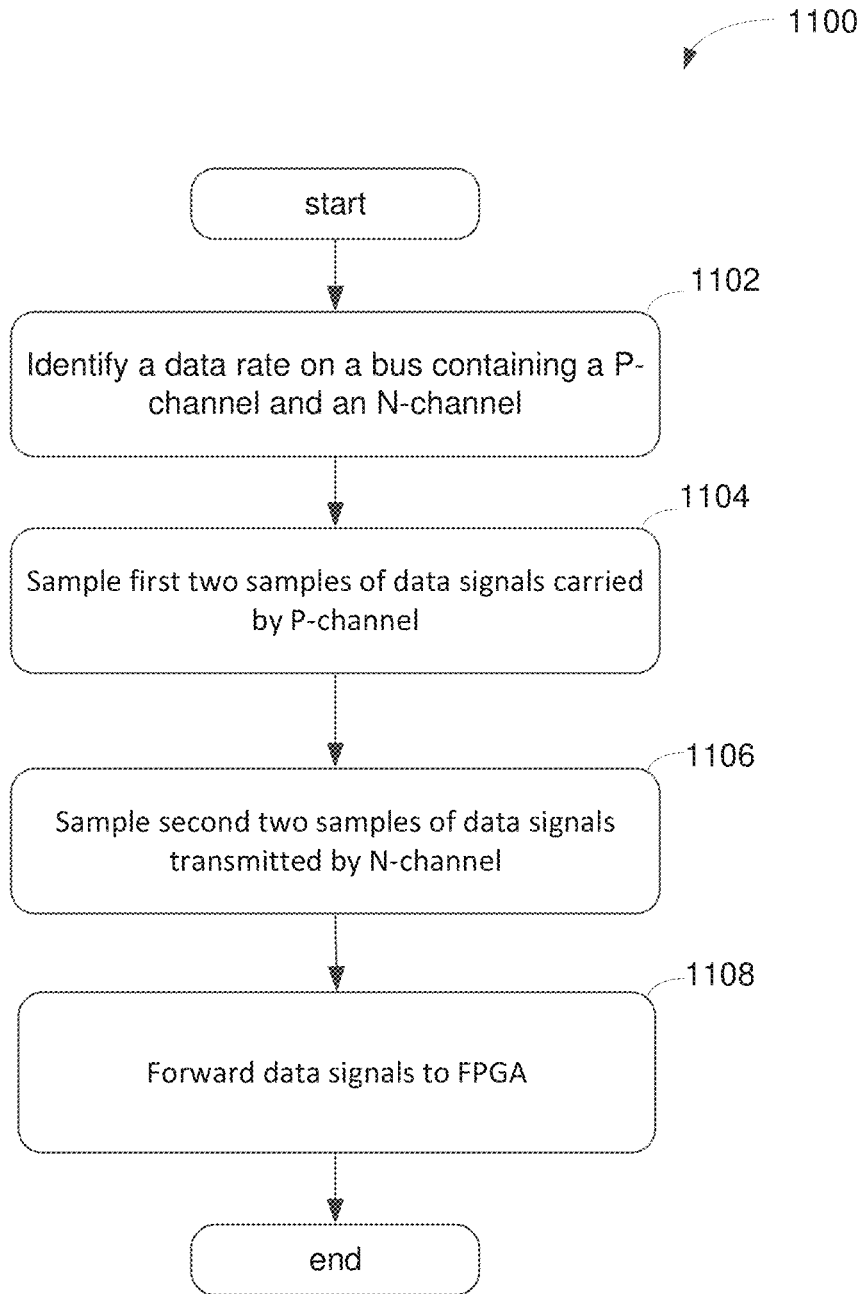 1100
start
1102
Identify a data rate on a bus containing a P-
channel and an N-channel
1104
Sample first two samples of data signals carried
by P-channel
1106
Sample second two samples of data signals
transmitted by N-channel
1108
Forward data signals to FPGA
end